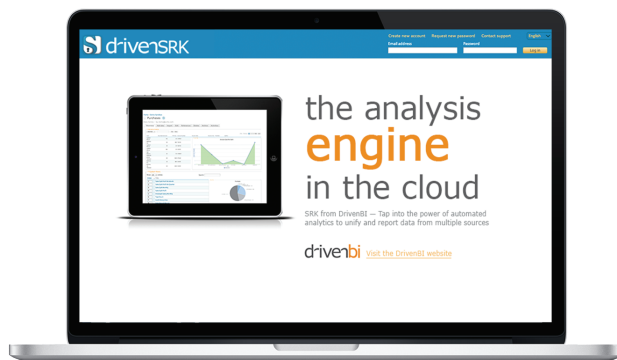 drivenSRK
Create new account Request new password Contact support English
Email address Password
Log in
the analysis
engine
in the cloud
SRK from DrivenBI — Tap into the power of automated
analytics to unify and report data from multiple sources
drivenbi Visit the DrivenBI website